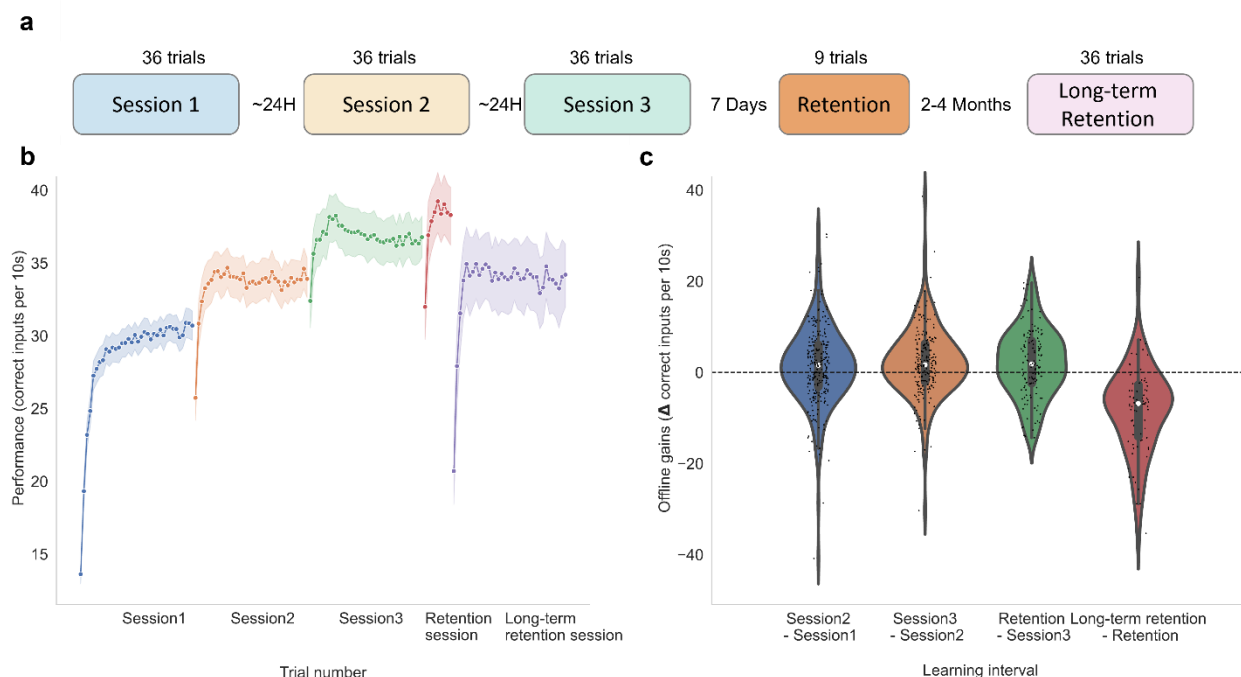 a
36 trials
36 trials
36 trials
9 trials
36 trials
Session 1
~24H
Session 2
~24H
Session 3
7 Days
Retention
2-4 Months
Long-term
Retention
b
Performance (correct inputs per 10s)
40
35
30
25
20
15
Session1
Session2
Session3
Retention
session
Long-term
retention session
Trial number
c
Offline gains (Δ correct inputs per 10s)
40
20
0
−20
−40
Session2
- Session1
Session3
- Session2
Retention
- Session3
Long-term retention
- Retention
Learning interval